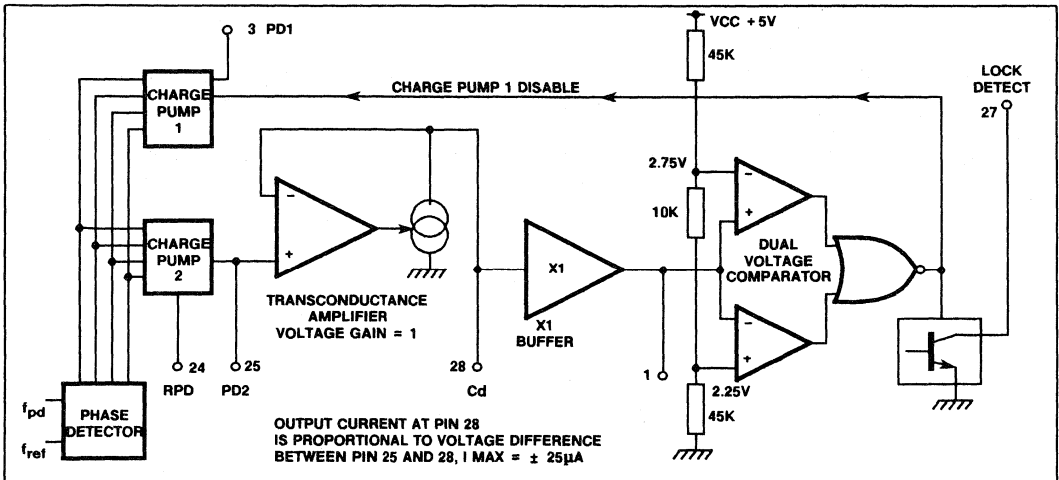 3 PD1
VCC +5V
45K
LOCK
DETECT
27
CHARGE
PUMP
1
CHARGE PUMP 1 DISABLE
2.75V
10K
CHARGE
PUMP
2
-
+
-
+
-
+
X1
X1
BUFFER
DUAL
VOLTAGE
COMPARATOR
TRANSCONDUCTANCE
AMPLIFIER
VOLTAGE GAIN = 1
24
RPD
25
PD2
28
Cd
1
2.25V
45K
fpd
fref
PHASE
DETECTOR
OUTPUT CURRENT AT PIN 28
IS PROPORTIONAL TO VOLTAGE DIFFERENCE
BETWEEN PIN 25 AND 28, I MAX = ± 25µA